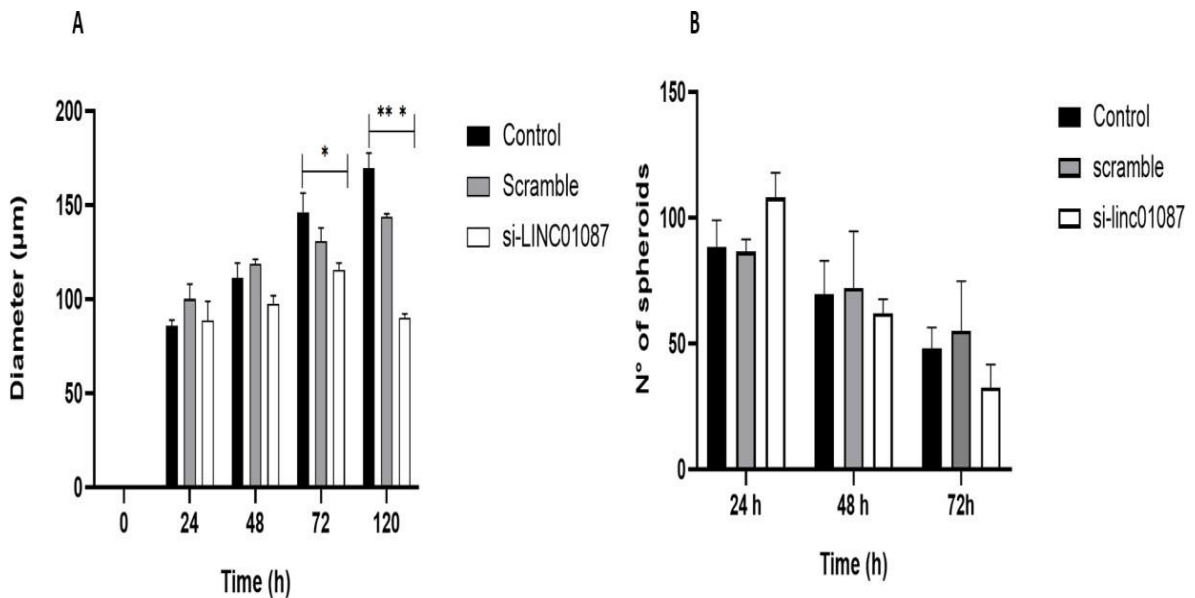 A
Diameter (µm)
200
150
100
50
0
*
** *
0 24 48 72 120
Time (h)
Control
Scramble
si-LINC01087
B
N° of spheroids
150
100
50
0
24 h 48 h 72h
Time (h)
Control
scramble
si-linc01087